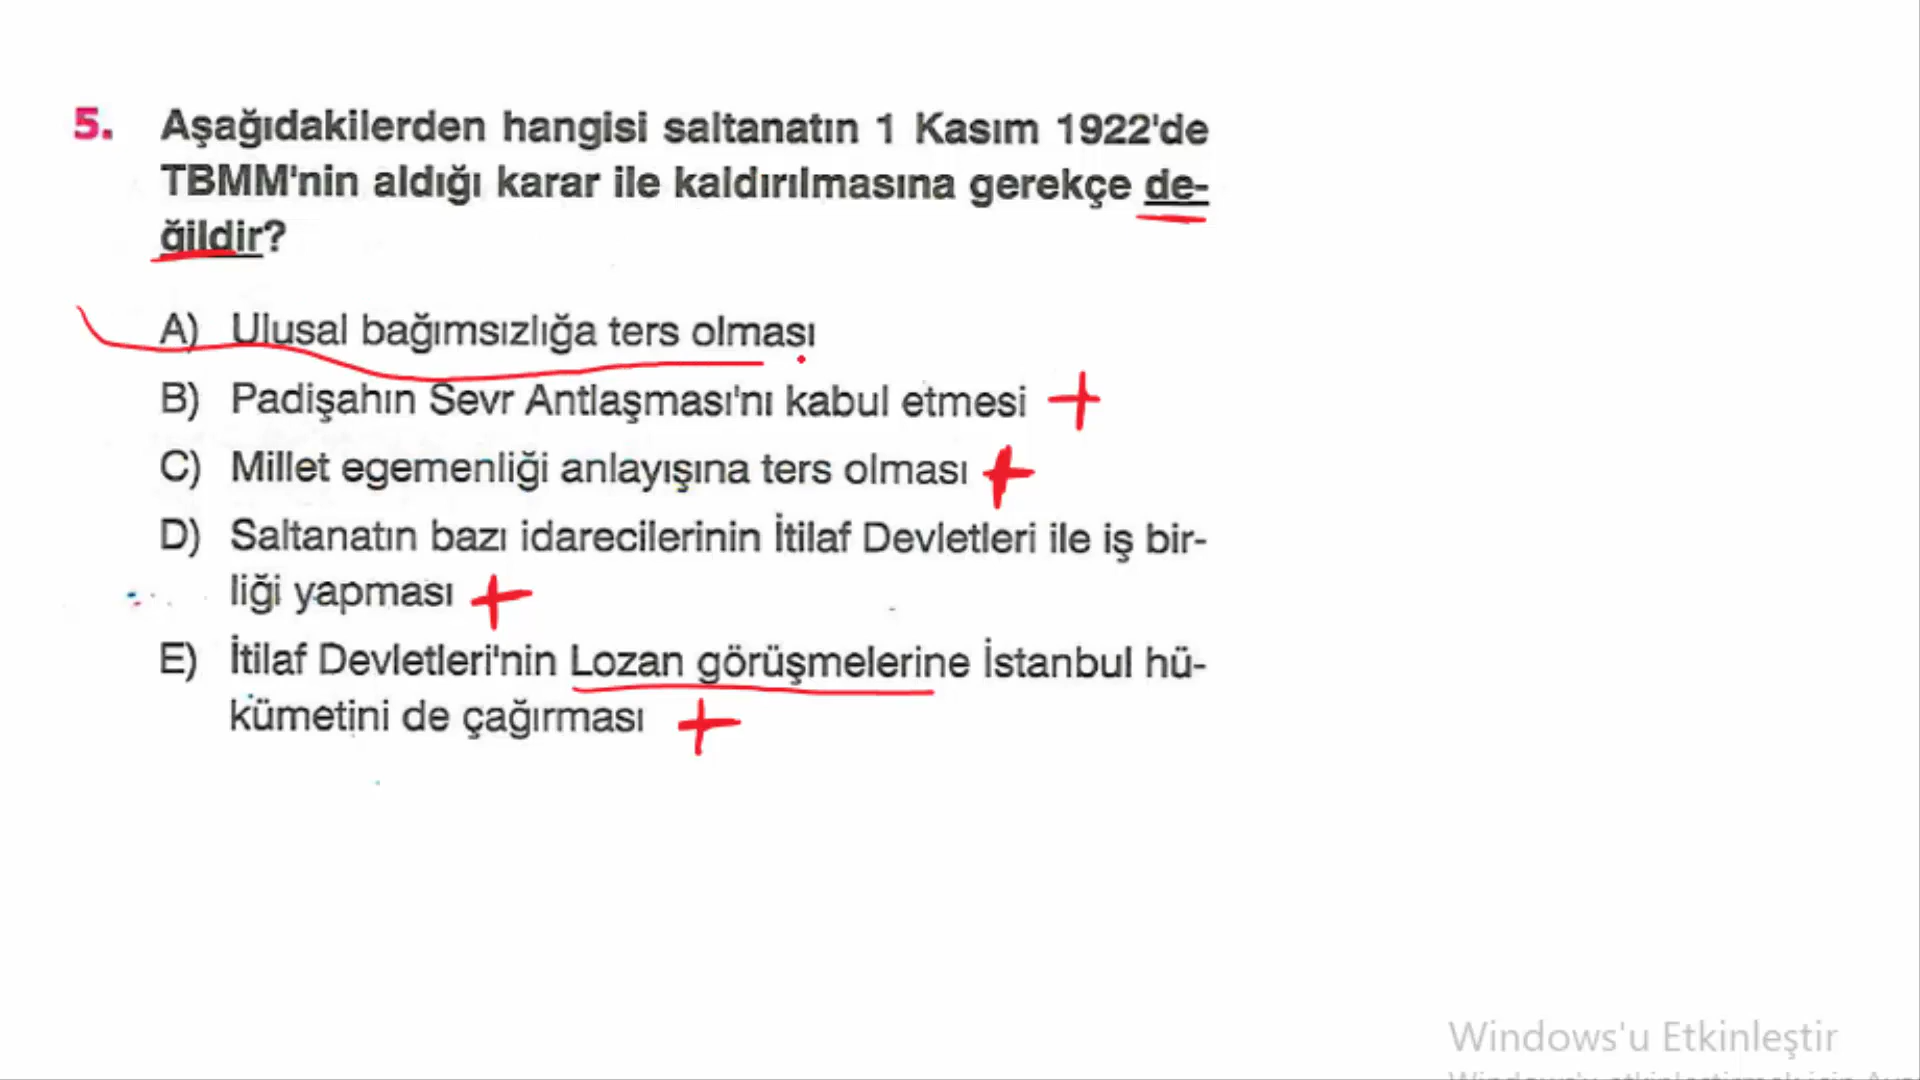 5. Aşağıdakilerden hangisi saltanatın 1 Kasım 1922'de
TBMM'nin aldığı karar ile kaldırılmasına gerekçe de-
ğildir?
A) Ulusal bağımsızlığa ters olması
B) Padişahın Sevr Antlaşması'nı kabul etmesi
C) Millet egemenliği anlayışına ters olması
D) Saltanatın bazı idarecilerinin İtilaf Devletleri ile iş bir-
liği yapması
E) İtilaf Devletleri'nin Lozan görüşmelerine İstanbul hü-
kümetini de çağırması
Windows'u Etkinleştir